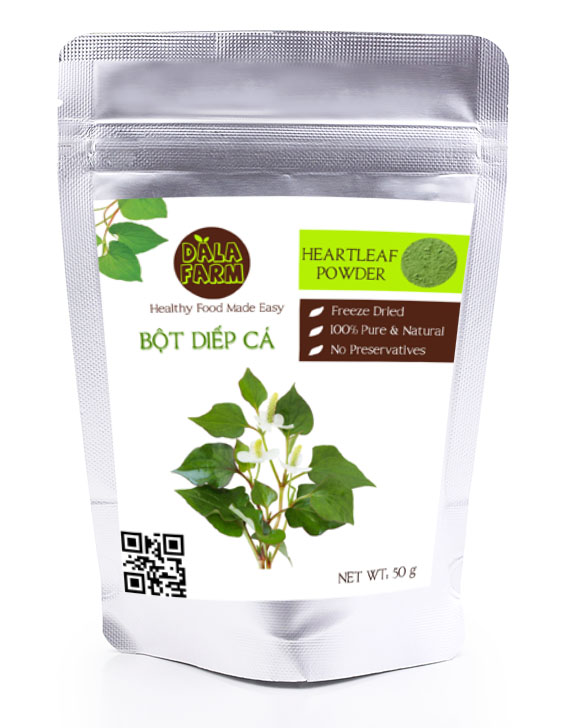 DALA
FARM
Healthy Food Made Easy
BỘT DIẾP CÁ
HEARTLEAF
POWDER
Freeze Dried
100% Pure & Natural
No Preservatives
NET WT: 50 g